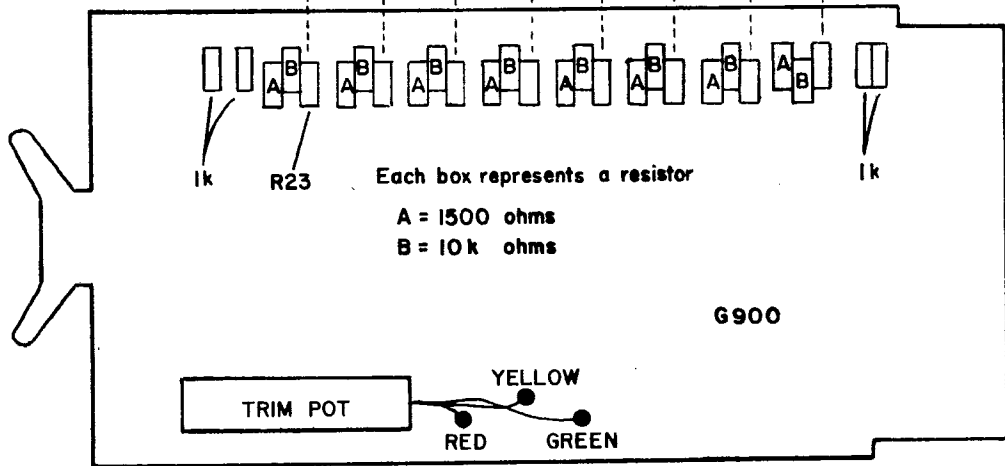 A B A B A B A B A B A B A B A B
1k R23 Each box represents a resistor 1k
A = 1500 ohms
B = 10k ohms
G900
YELLOW
TRIM POT
RED GREEN